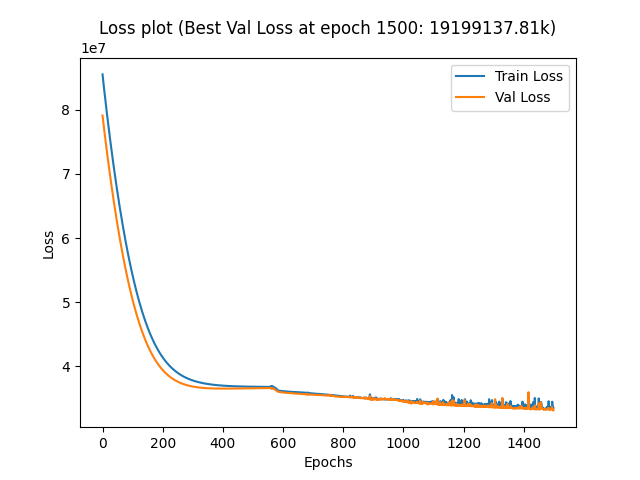 Loss plot (Best Val Loss at epoch 1500: 19199137.81k)
1e7
Train Loss
Val Loss
8
7
6
5
4
Loss
0 200 400 600 800 1000 1200 1400
Epochs